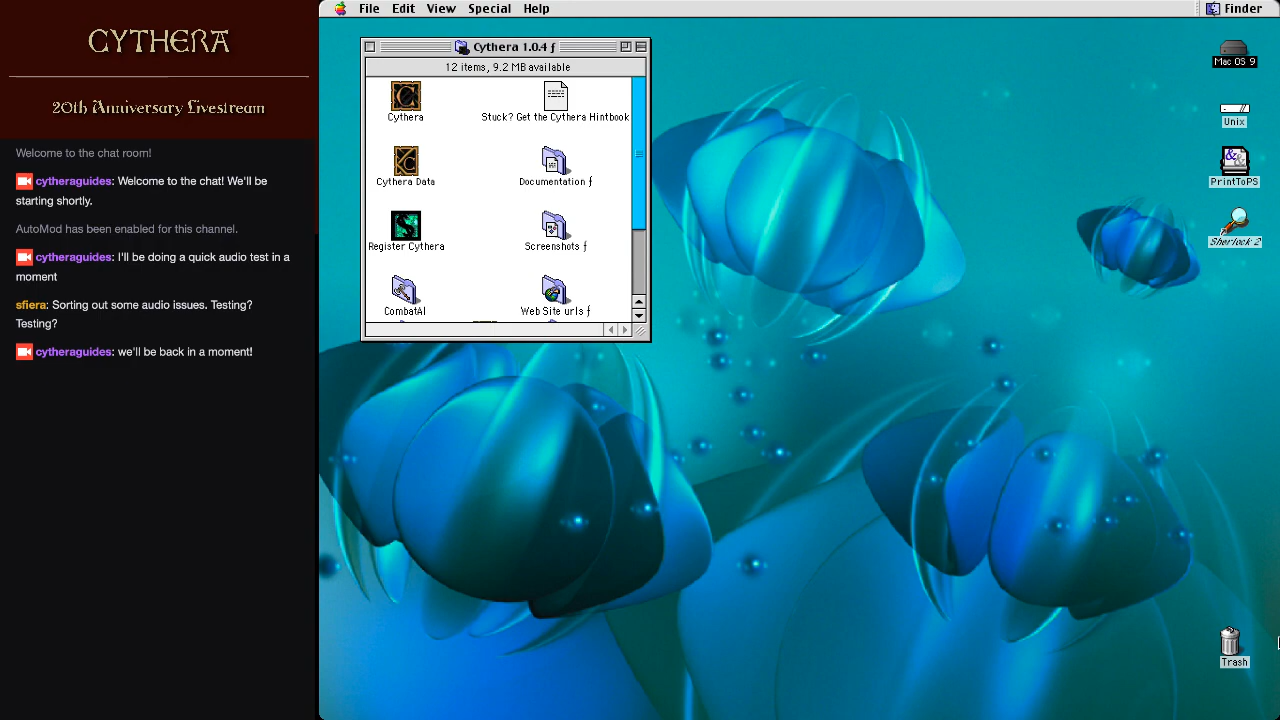 CYTHERA
20th Anniversary Livestream
Welcome to the chat room!
cytheraguides: Welcome to the chat! We'll be
starting shortly.
AutoMod has been enabled for this channel.
cytheraguides: I'll be doing a quick audio test in a
moment
sfiera: Sorting out some audio issues. Testing?
Testing?
cytheraguides: we'll be back in a moment!
File Edit View Special Help
Finder
Cythera 1.0.4 ƒ
12 items, 9.2 MB available
Cythera
Stuck? Get the Cythera Hintbook
Cythera Data
Documentation ƒ
Register Cythera
Screenshots ƒ
CombatAI
Web Site urls ƒ
Mac OS 9
Unix
PrintToPS
Sherlock 2
Trash